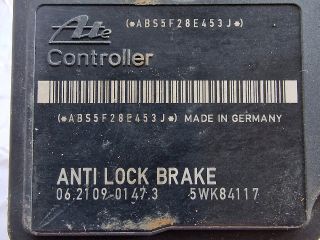 Ate (*ABS5F28E453J*)
Controller
(*ABS5F28E453J*) MADE IN GERMANY
ANTI LOCK BRAKE
06.2109-0147.3 5WK84117